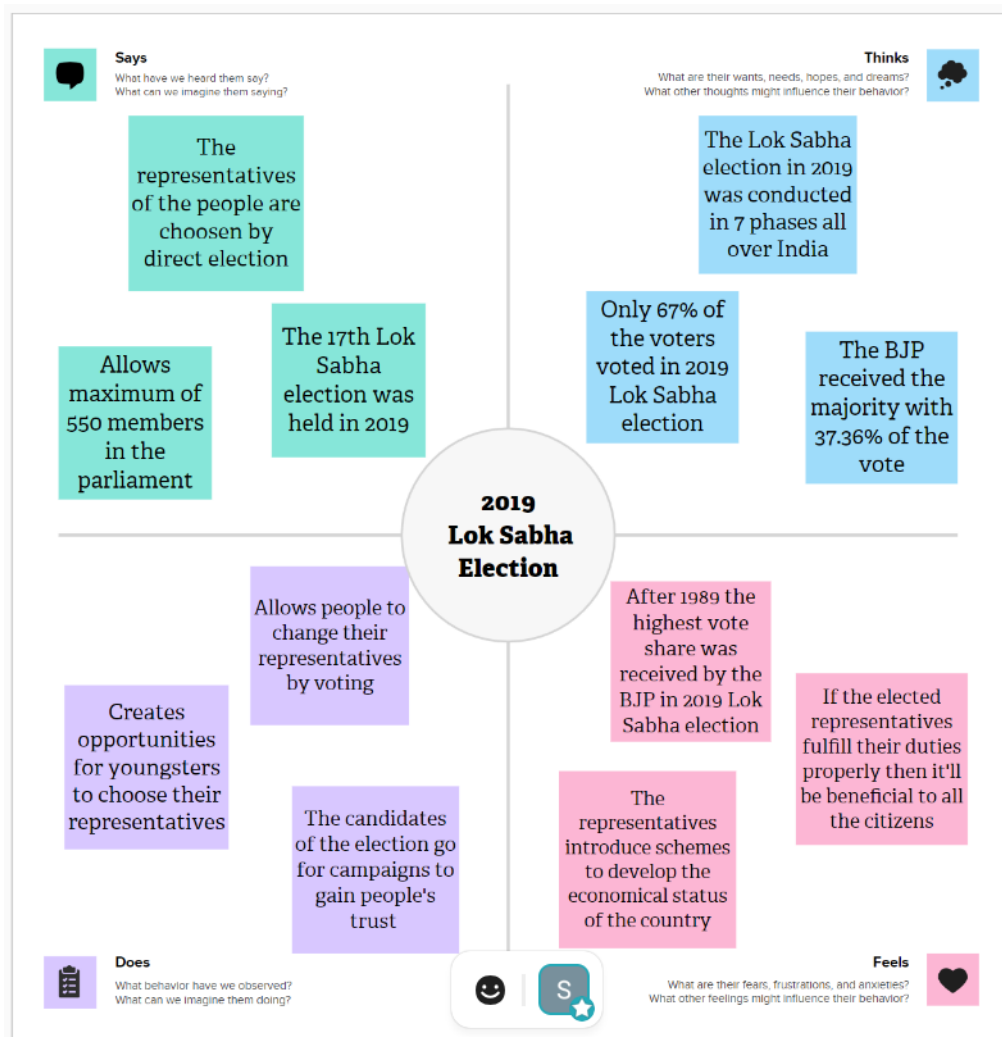 Says
What have we heard them say?
What can we imagine them saying?
The
representatives
of the people are
choosen by
direct election
The 17th Lok
Sabha
election was
held in 2019
Allows
maximum of
550 members
in the
parliament
Thinks
What are their wants, needs, hopes, and dreams?
What other thoughts might influence their behavior?
The Lok Sabha
election in 2019
was conducted
in 7 phases all
over India
Only 67% of
the voters
voted in 2019
Lok Sabha
election
The BJP
received the
majority with
37.36% of the
vote
2019
Lok Sabha
Election
Allows people to
change their
representatives
by voting
Creates
opportunities
for youngsters
to choose their
representatives
The candidates
of the election go
for campaigns to
gain people's
trust
Does
What behavior have we observed?
What can we imagine them doing?
After 1989 the
highest vote
share was
received by the
BJP in 2019 Lok
Sabha election
If the elected
representatives
fulfill their duties
properly then it'll
be beneficial to all
the citizens
The
representatives
introduce schemes
to develop the
economical status
of the country
Feels
What are their fears, frustrations, and anxieties?
What other feelings might influence their behavior?
S